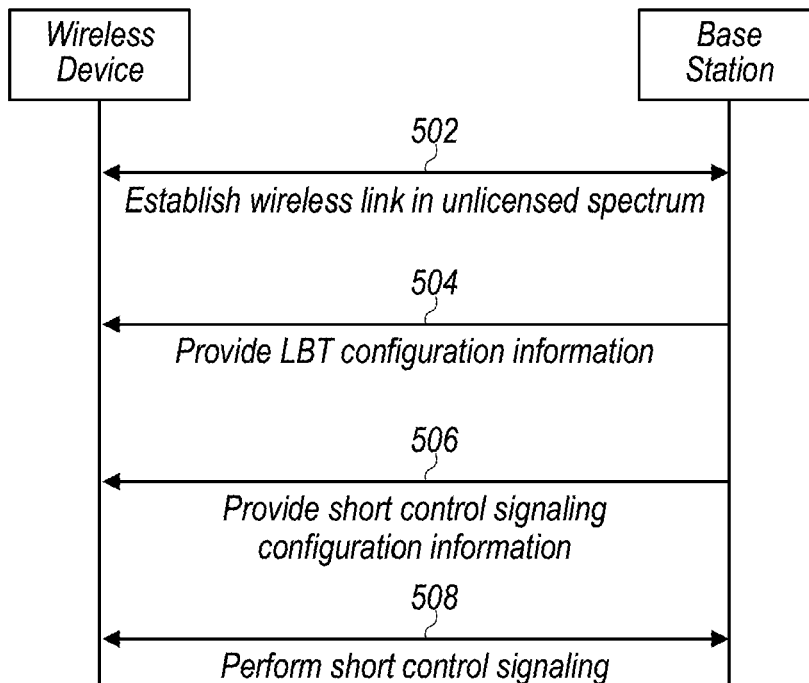 Wireless
Device
Base
Station
502
Establish wireless link in unlicensed spectrum
504
Provide LBT configuration information
506
Provide short control signaling
configuration information
508
Perform short control signaling